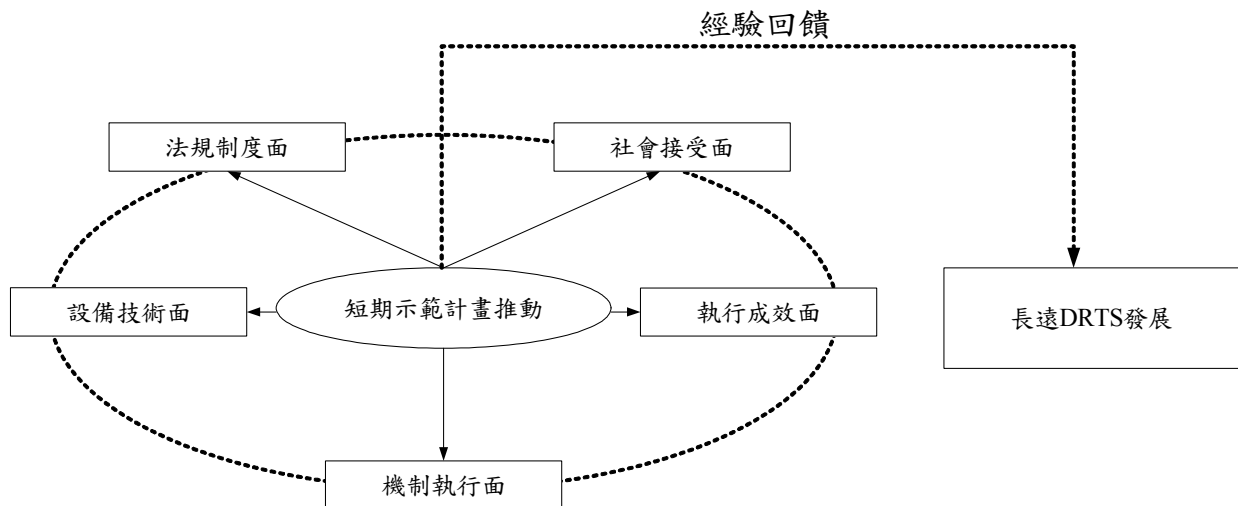 經驗回饋
法規制度面
社會接受面
設備技術面
短期示範計畫推動
執行成效面
長遠DRTS發展
機制執行面